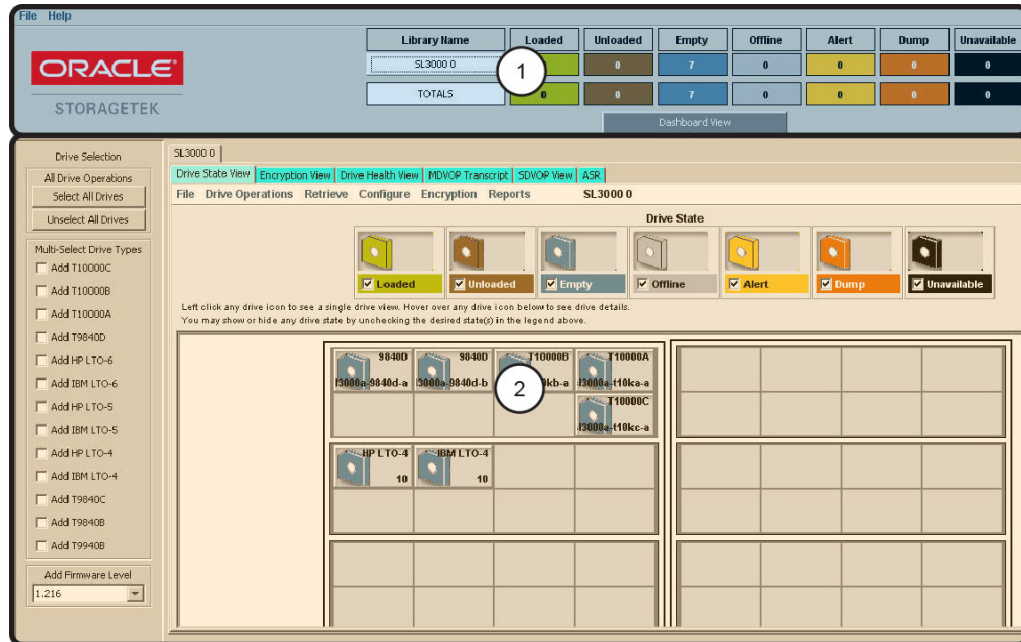 File Help
ORACLE
STORAGETEK
Library Name Loaded Unloaded Empty Offline Alert Dump Unavailable
SL3000 0 1 0 7 0 0 0 0
TOTALS 0 0 7 0 0 0 0
Dashboard View
Drive Selection
All Drive Operations
Select All Drives
Unselect All Drives
Multi-Select Drive Types
Add T10000C
Add T10000B
Add T10000A
Add T9840D
Add HP LTO-6
Add IBM LTO-6
Add HP LTO-5
Add IBM LTO-5
Add HP LTO-4
Add IBM LTO-4
Add T9840C
Add T9840B
Add T9940B
Add Firmware Level
1.216
SL3000 0
Drive State View Encryption View Drive Health View MDVOP Transcript SDVOP View ASR
File Drive Operations Retrieve Configure Encryption Reports SL3000 0
Drive State
Loaded Unloaded Empty Offline Alert Dump Unavailable
Left click any drive icon to see a single drive view. Hover over any drive icon below to see drive details.
You may show or hide any drive state by unchecking the desired state(s) in the legend above.
9840D 9840D T10000B T10000A
l3000a-9840d-a l3000a-9840d-b 2 kb-a l3000a-t10ka-a
T10000C
l3000a-t10kc-a
HP LTO-4 IBM LTO-4
10 10